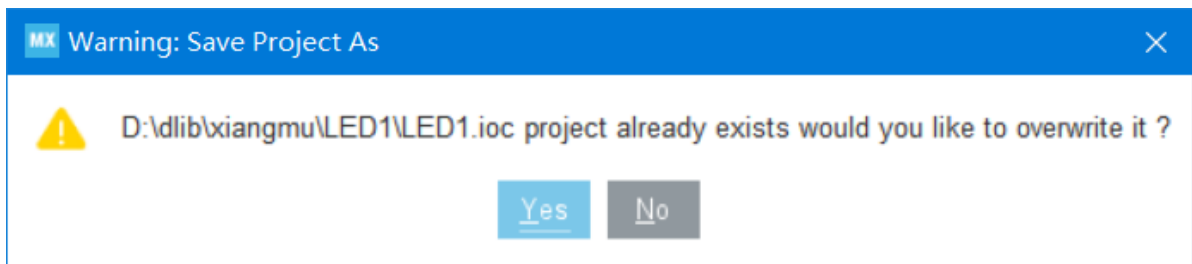 MX Warning: Save Project As
D:\dlib\xiangmu\LED1\LED1.ioc project already exists would you like to overwrite it ?
Yes No